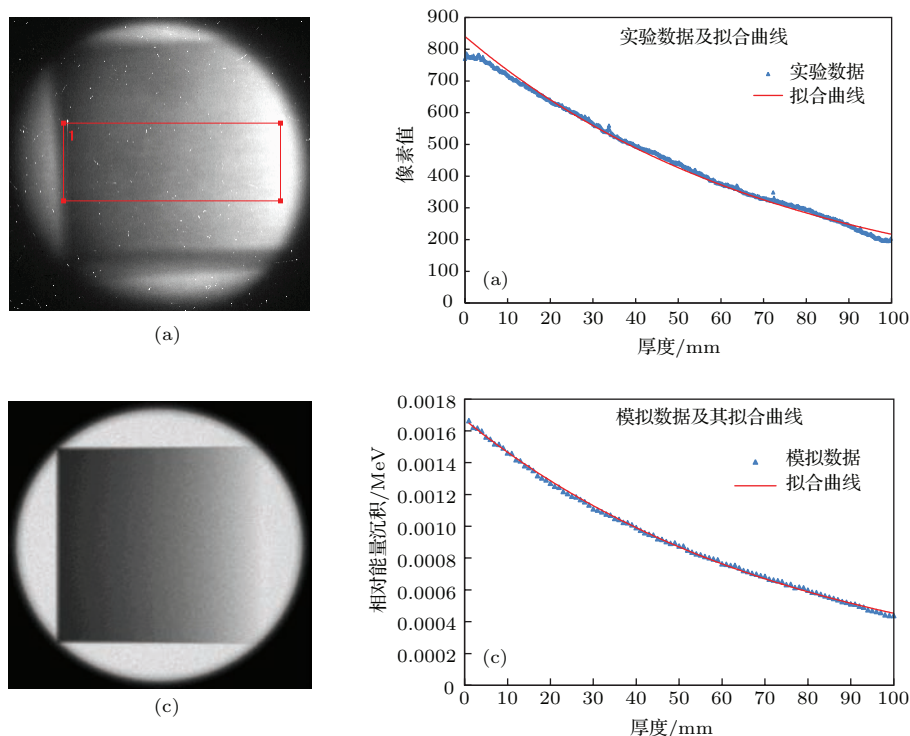 1
(a)
900
800
700
600
500
400
300
200
100
0
像素值
实验数据及拟合曲线
实验数据
拟合曲线
(a)
0 10 20 30 40 50 60 70 80 90 100
厚度/mm
(c)
0.0018
0.0016
0.0014
0.0012
0.0010
0.0008
0.0006
0.0004
0.0002
0
相对能量沉积/MeV
模拟数据及其拟合曲线
模拟数据
拟合曲线
(c)
0 10 20 30 40 50 60 70 80 90 100
厚度/mm